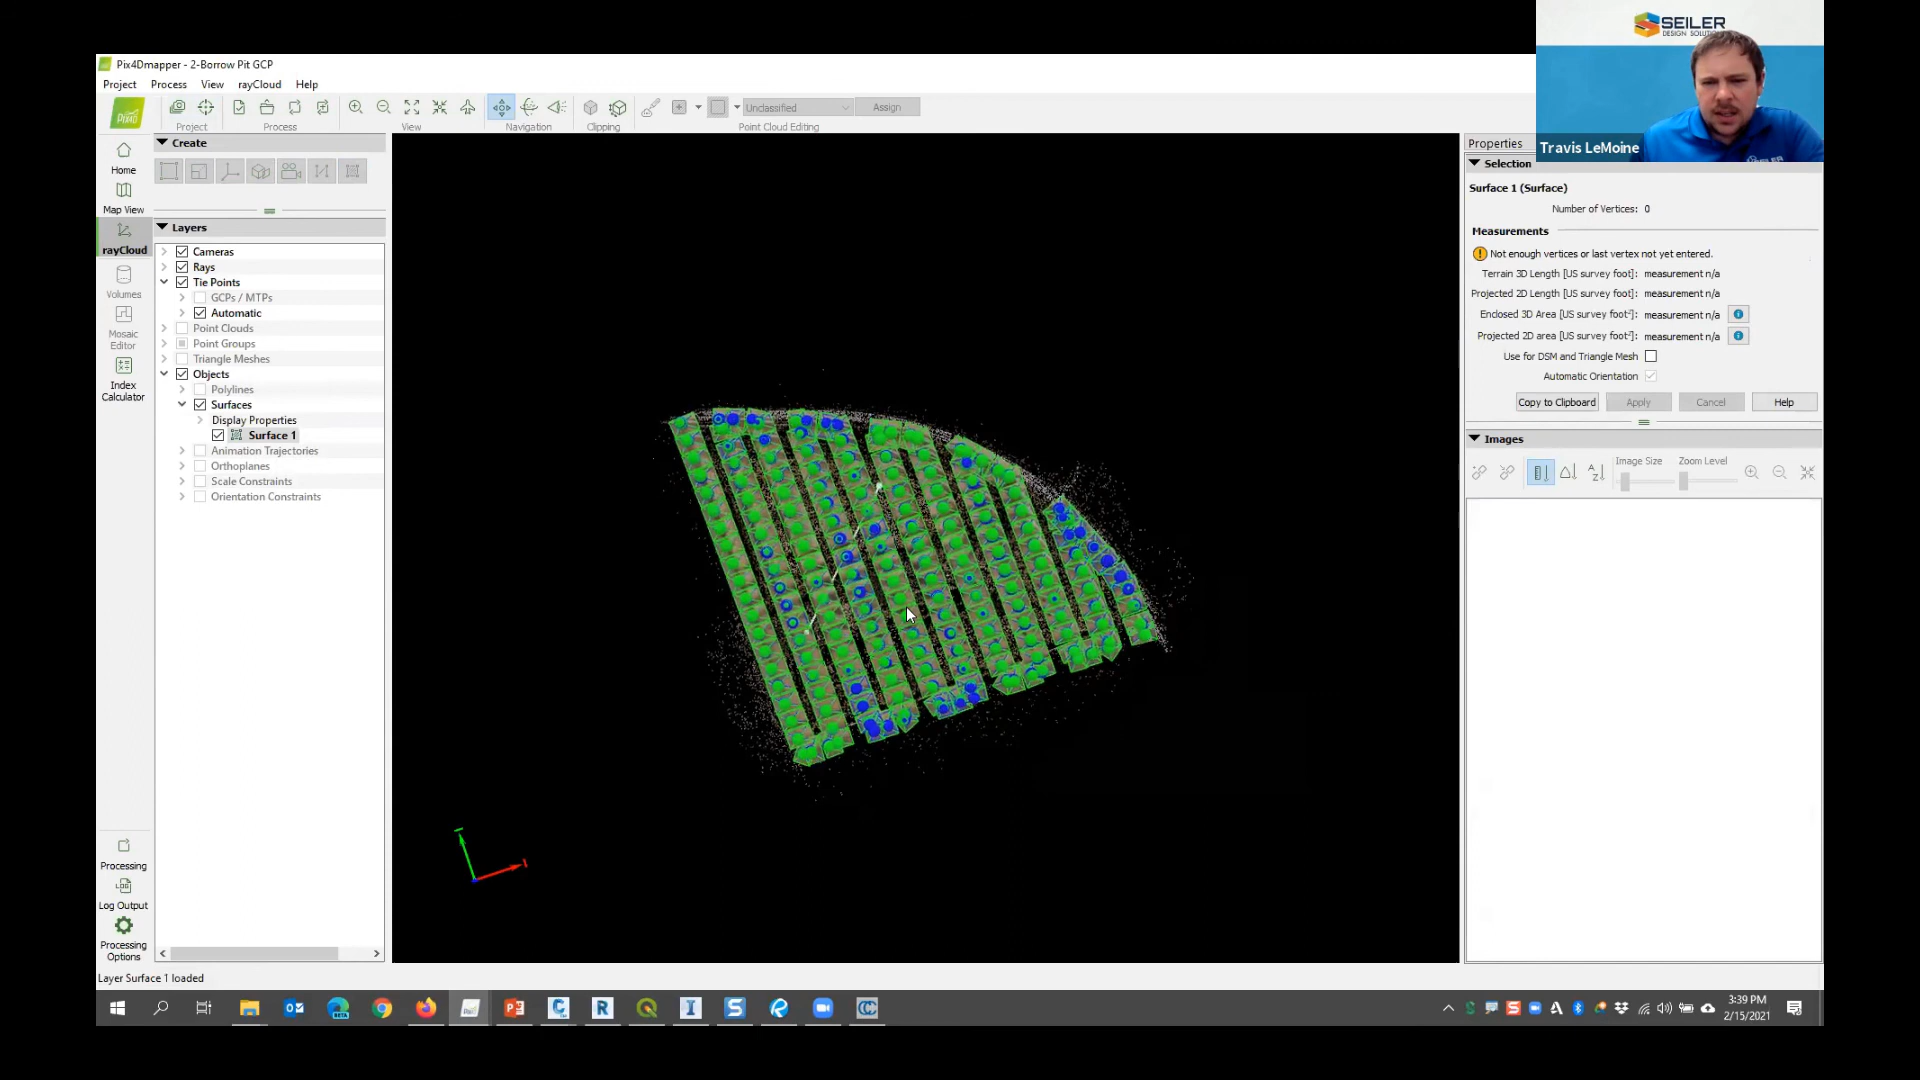 SEILER
DESIGN SOLUTIONS
Travis LeMoine
Pix4Dmapper - 2-Borrow Pit GCP
Project Process View rayCloud Help
Unclassified Assign
Project Process View Navigation Clipping Point Cloud Editing
Home
Map View
rayCloud
Volumes
Mosaic
Editor
Index
Calculator
Processing
LOG
Log Output
Processing
Options
Create
Layers
Cameras
Rays
Tie Points
GCPs / MTPs
Automatic
Point Clouds
Point Groups
Triangle Meshes
Objects
Polylines
Surfaces
Display Properties
Surface 1
Animation Trajectories
Orthoplanes
Scale Constraints
Orientation Constraints
Properties
Selection
Surface 1 (Surface)
Number of Vertices: 0
Measurements
Not enough vertices or last vertex not yet entered.
Terrain 3D Length [US survey foot]: measurement n/a
Projected 2D Length [US survey foot]: measurement n/a
Enclosed 3D Area [US survey foot²]: measurement n/a
Projected 2D area [US survey foot²]: measurement n/a
Use for DSM and Triangle Mesh
Automatic Orientation
Copy to Clipboard Apply Cancel Help
Images
Image Size Zoom Level
Layer Surface 1 loaded
3:39 PM
2/15/2021